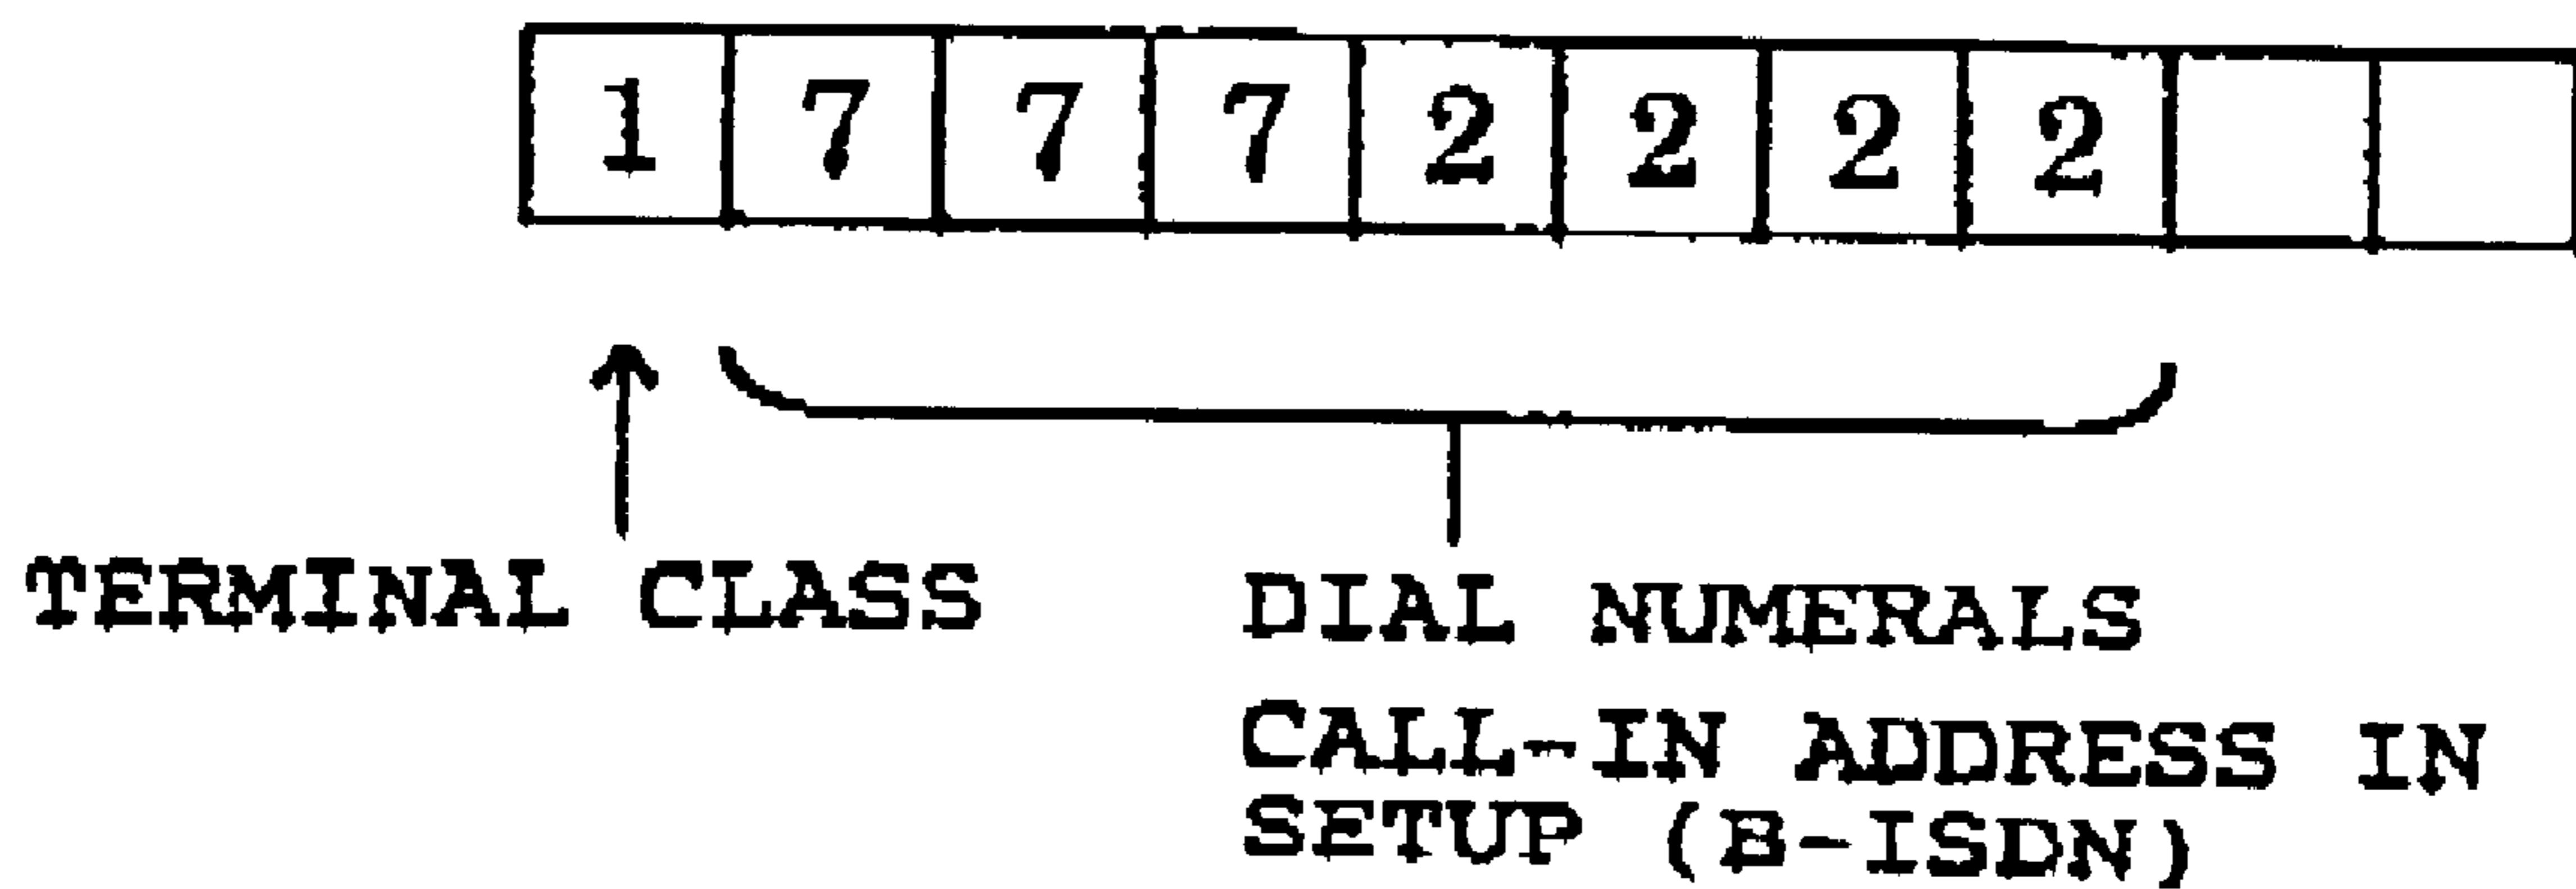 1 7 7 7 2 2 2 2
TERMINAL CLASS
DIAL NUMERALS
CALL-IN ADDRESS IN
SETUP (B-ISDN)